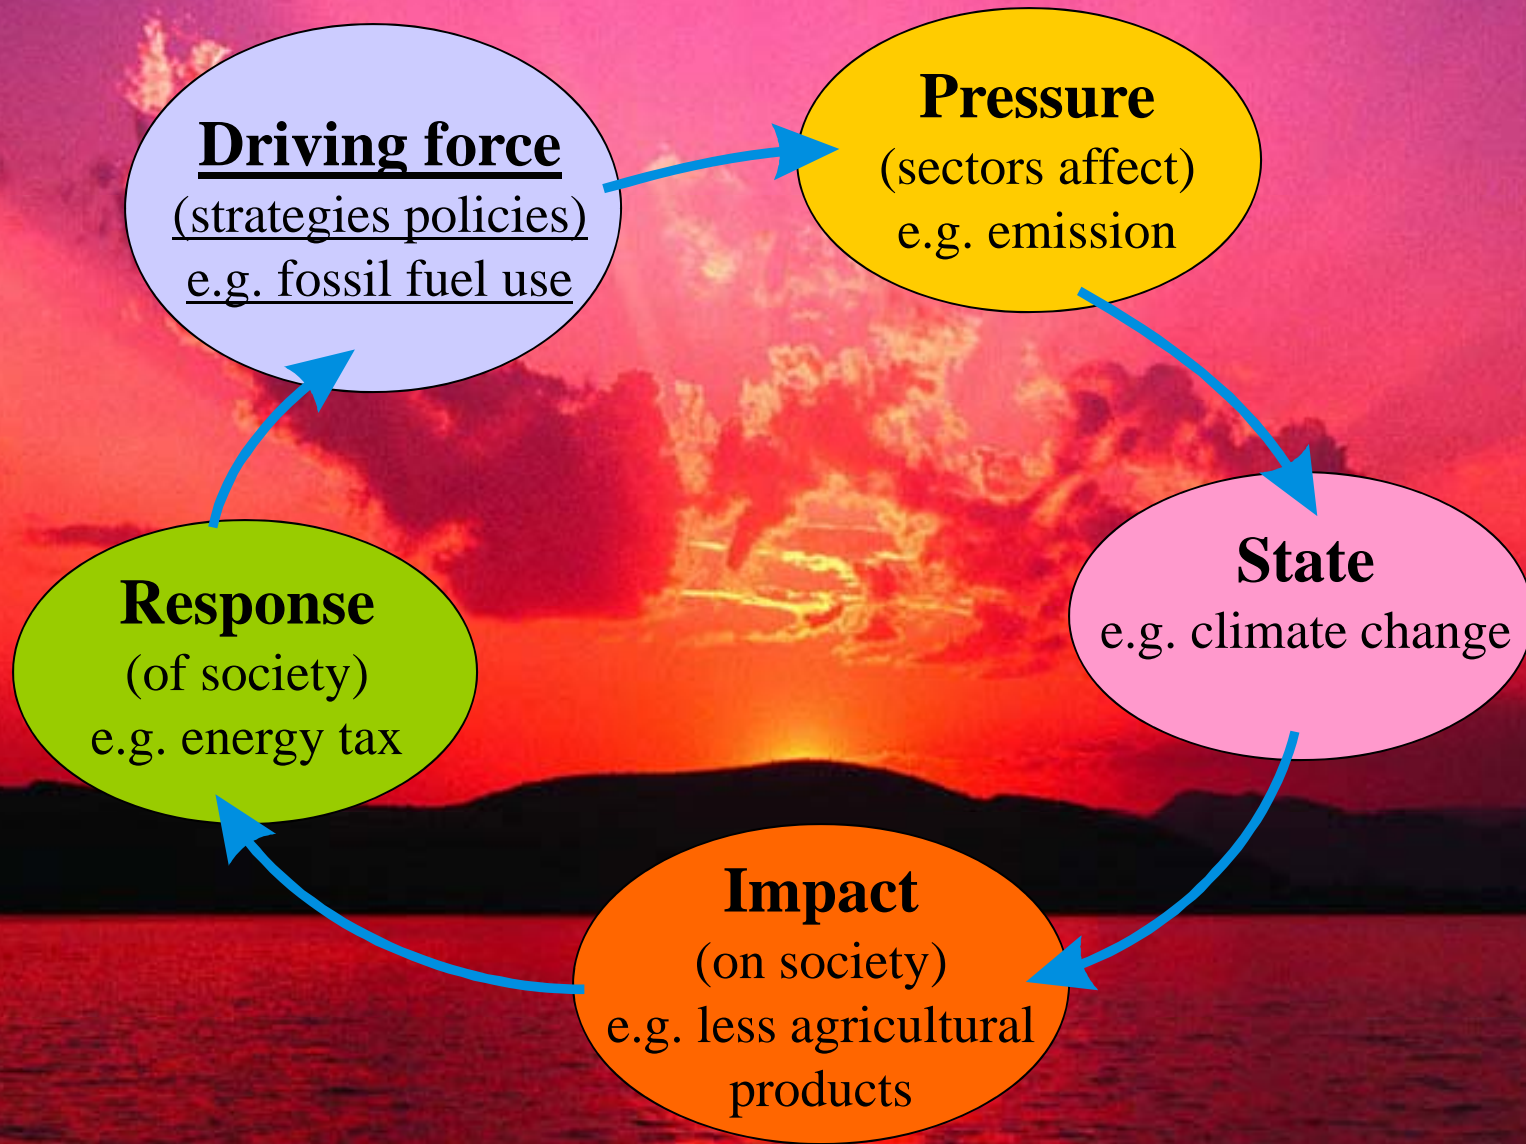 Driving force
(strategies policies)
e.g. fossil fuel use
Pressure
(sectors affect)
e.g. emission
State
e.g. climate change
Impact
(on society)
e.g. less agricultural
products
Response
(of society)
e.g. energy tax